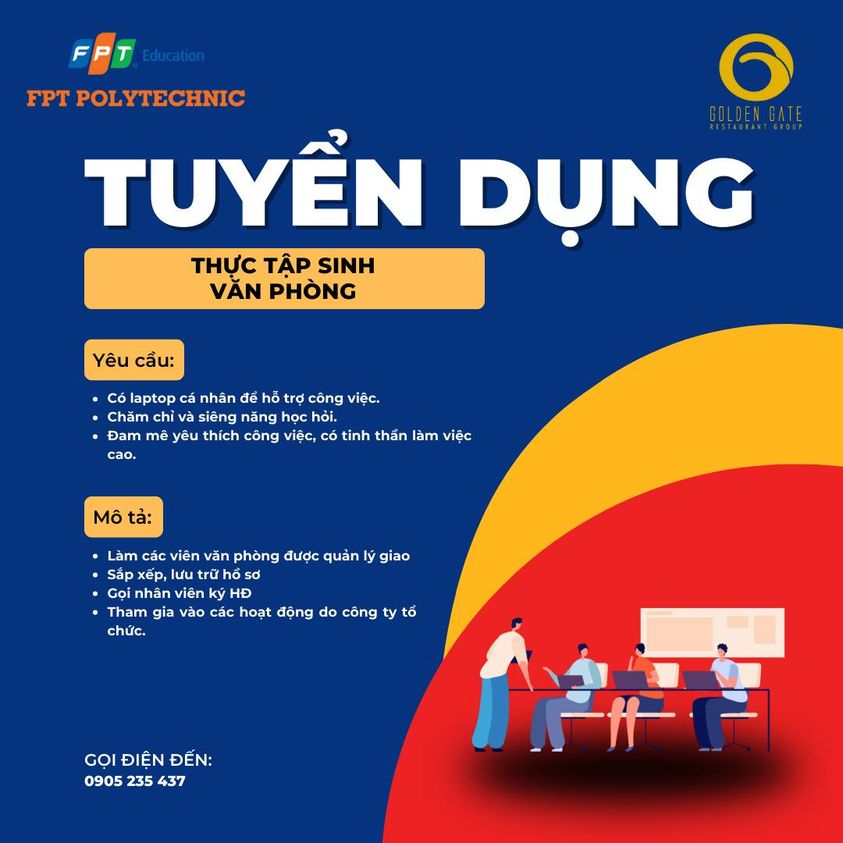 FPT Education
FPT POLYTECHNIC
GOLDEN GATE
RESTAURANT GROUP
TUYỂN DỤNG
THỰC TẬP SINH
VĂN PHÒNG
Yêu cầu:
• Có laptop cá nhân để hỗ trợ công việc.
• Chăm chỉ và siêng năng học hỏi.
• Đam mê yêu thích công việc, có tinh thần làm việc
cao.
Mô tả:
• Làm các viên văn phòng được quản lý giao
• Sắp xếp, lưu trữ hồ sơ
• Gọi nhân viên ký HĐ
• Tham gia vào các hoạt động do công ty tổ
chức.
GỌI ĐIỆN ĐẾN:
0905 235 437